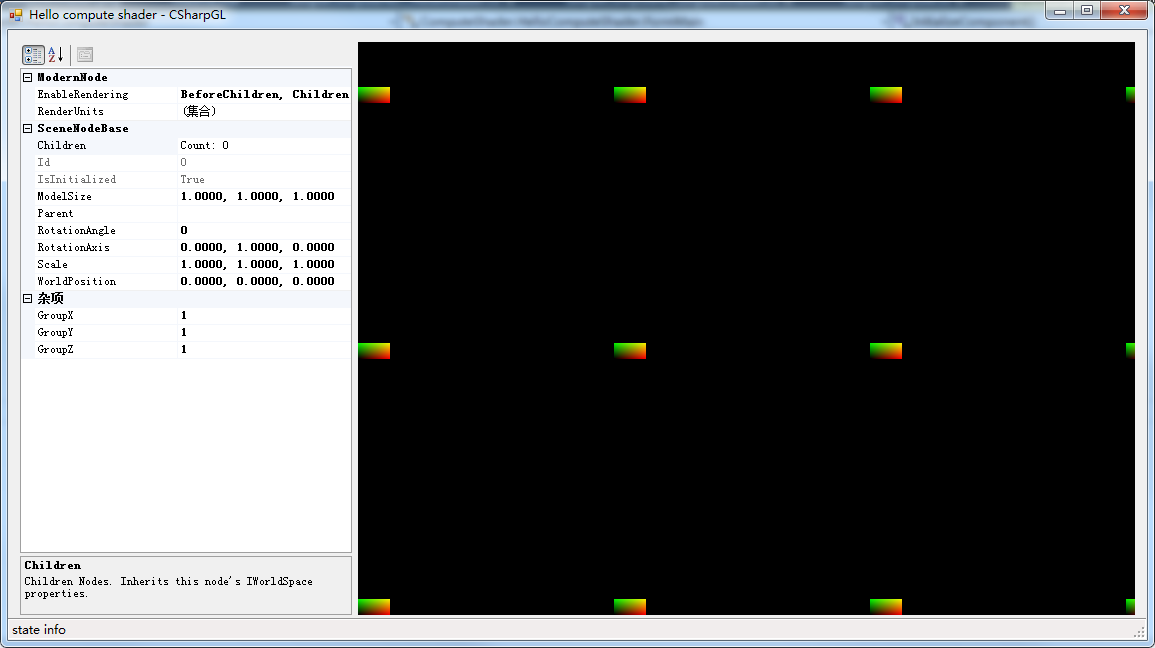 Hello compute shader - CSharpGL
ModernNode
EnableRendering BeforeChildren, Children
RenderUnits (集合)
SceneNodeBase
Children Count: 0
Id 0
IsInitialized True
ModelSize 1.0000, 1.0000, 1.0000
Parent
RotationAngle 0
RotationAxis 0.0000, 1.0000, 0.0000
Scale 1.0000, 1.0000, 1.0000
WorldPosition 0.0000, 0.0000, 0.0000
杂项
GroupX 1
GroupY 1
GroupZ 1
Children
Children Nodes. Inherits this node's IWorldSpace
properties.
state info